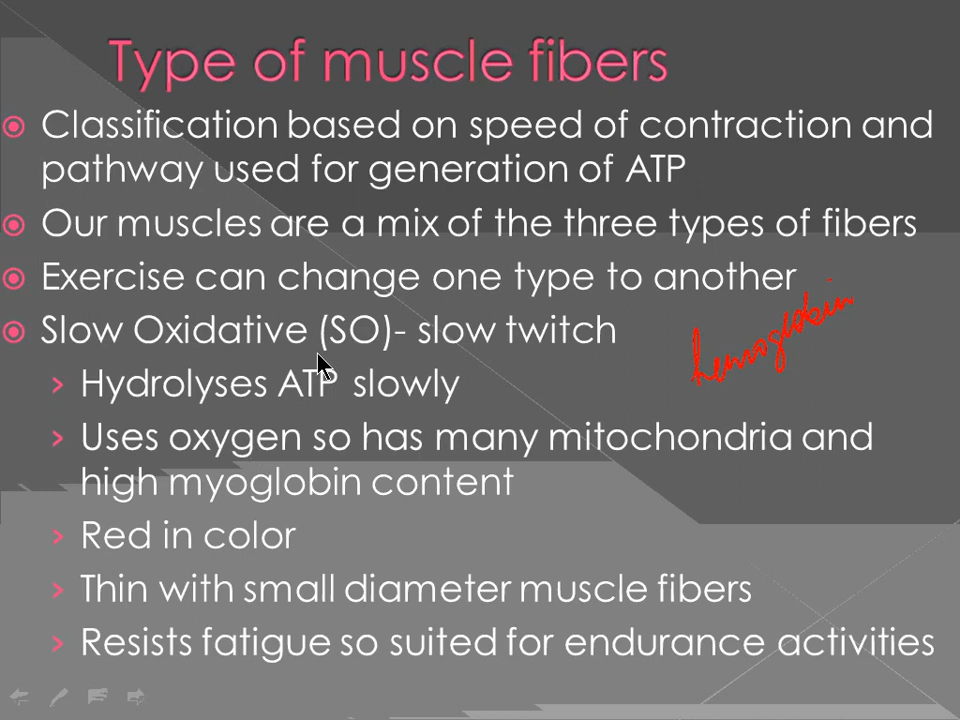 Type of muscle fibers
Classification based on speed of contraction and
pathway used for generation of ATP
Our muscles are a mix of the three types of fibers
Exercise can change one type to another
hemoglobin
Slow Oxidative (SO)- slow twitch
Hydrolyses ATP slowly
Uses oxygen so has many mitochondria and
high myoglobin content
Red in color
Thin with small diameter muscle fibers
Resists fatigue so suited for endurance activities